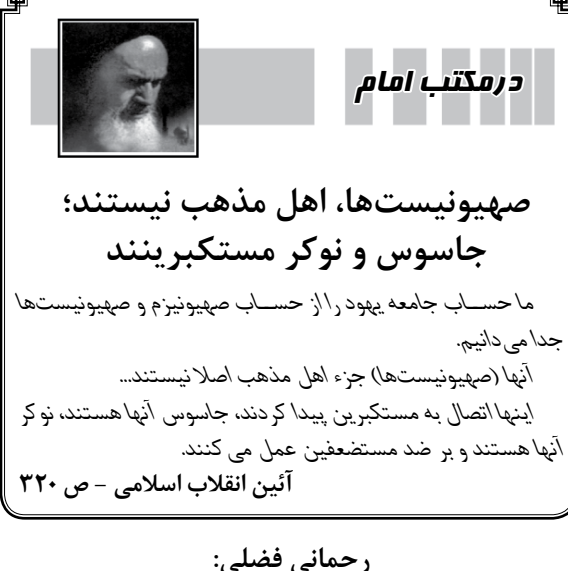 درمکتب امام
صهیونیست‌ها، اهل مذهب نیستند؛
جاسوس و نوکر مستکبرینند
ما حساب جامعه یهود را از حساب صهیونیزم و صهیونیست‌ها
جدا می‌دانیم.
آنها (صهیونیست‌ها) جزء اهل مذهب اصلا نیستند...
اینها اتصال به مستکبرین پیدا کردند، جاسوس آنها هستند، نوکر
آنها هستند و بر ضد مستضعفین عمل می کنند.
آئین انقلاب اسلامی - ص ۳۲۰
رحمانی فضلی: